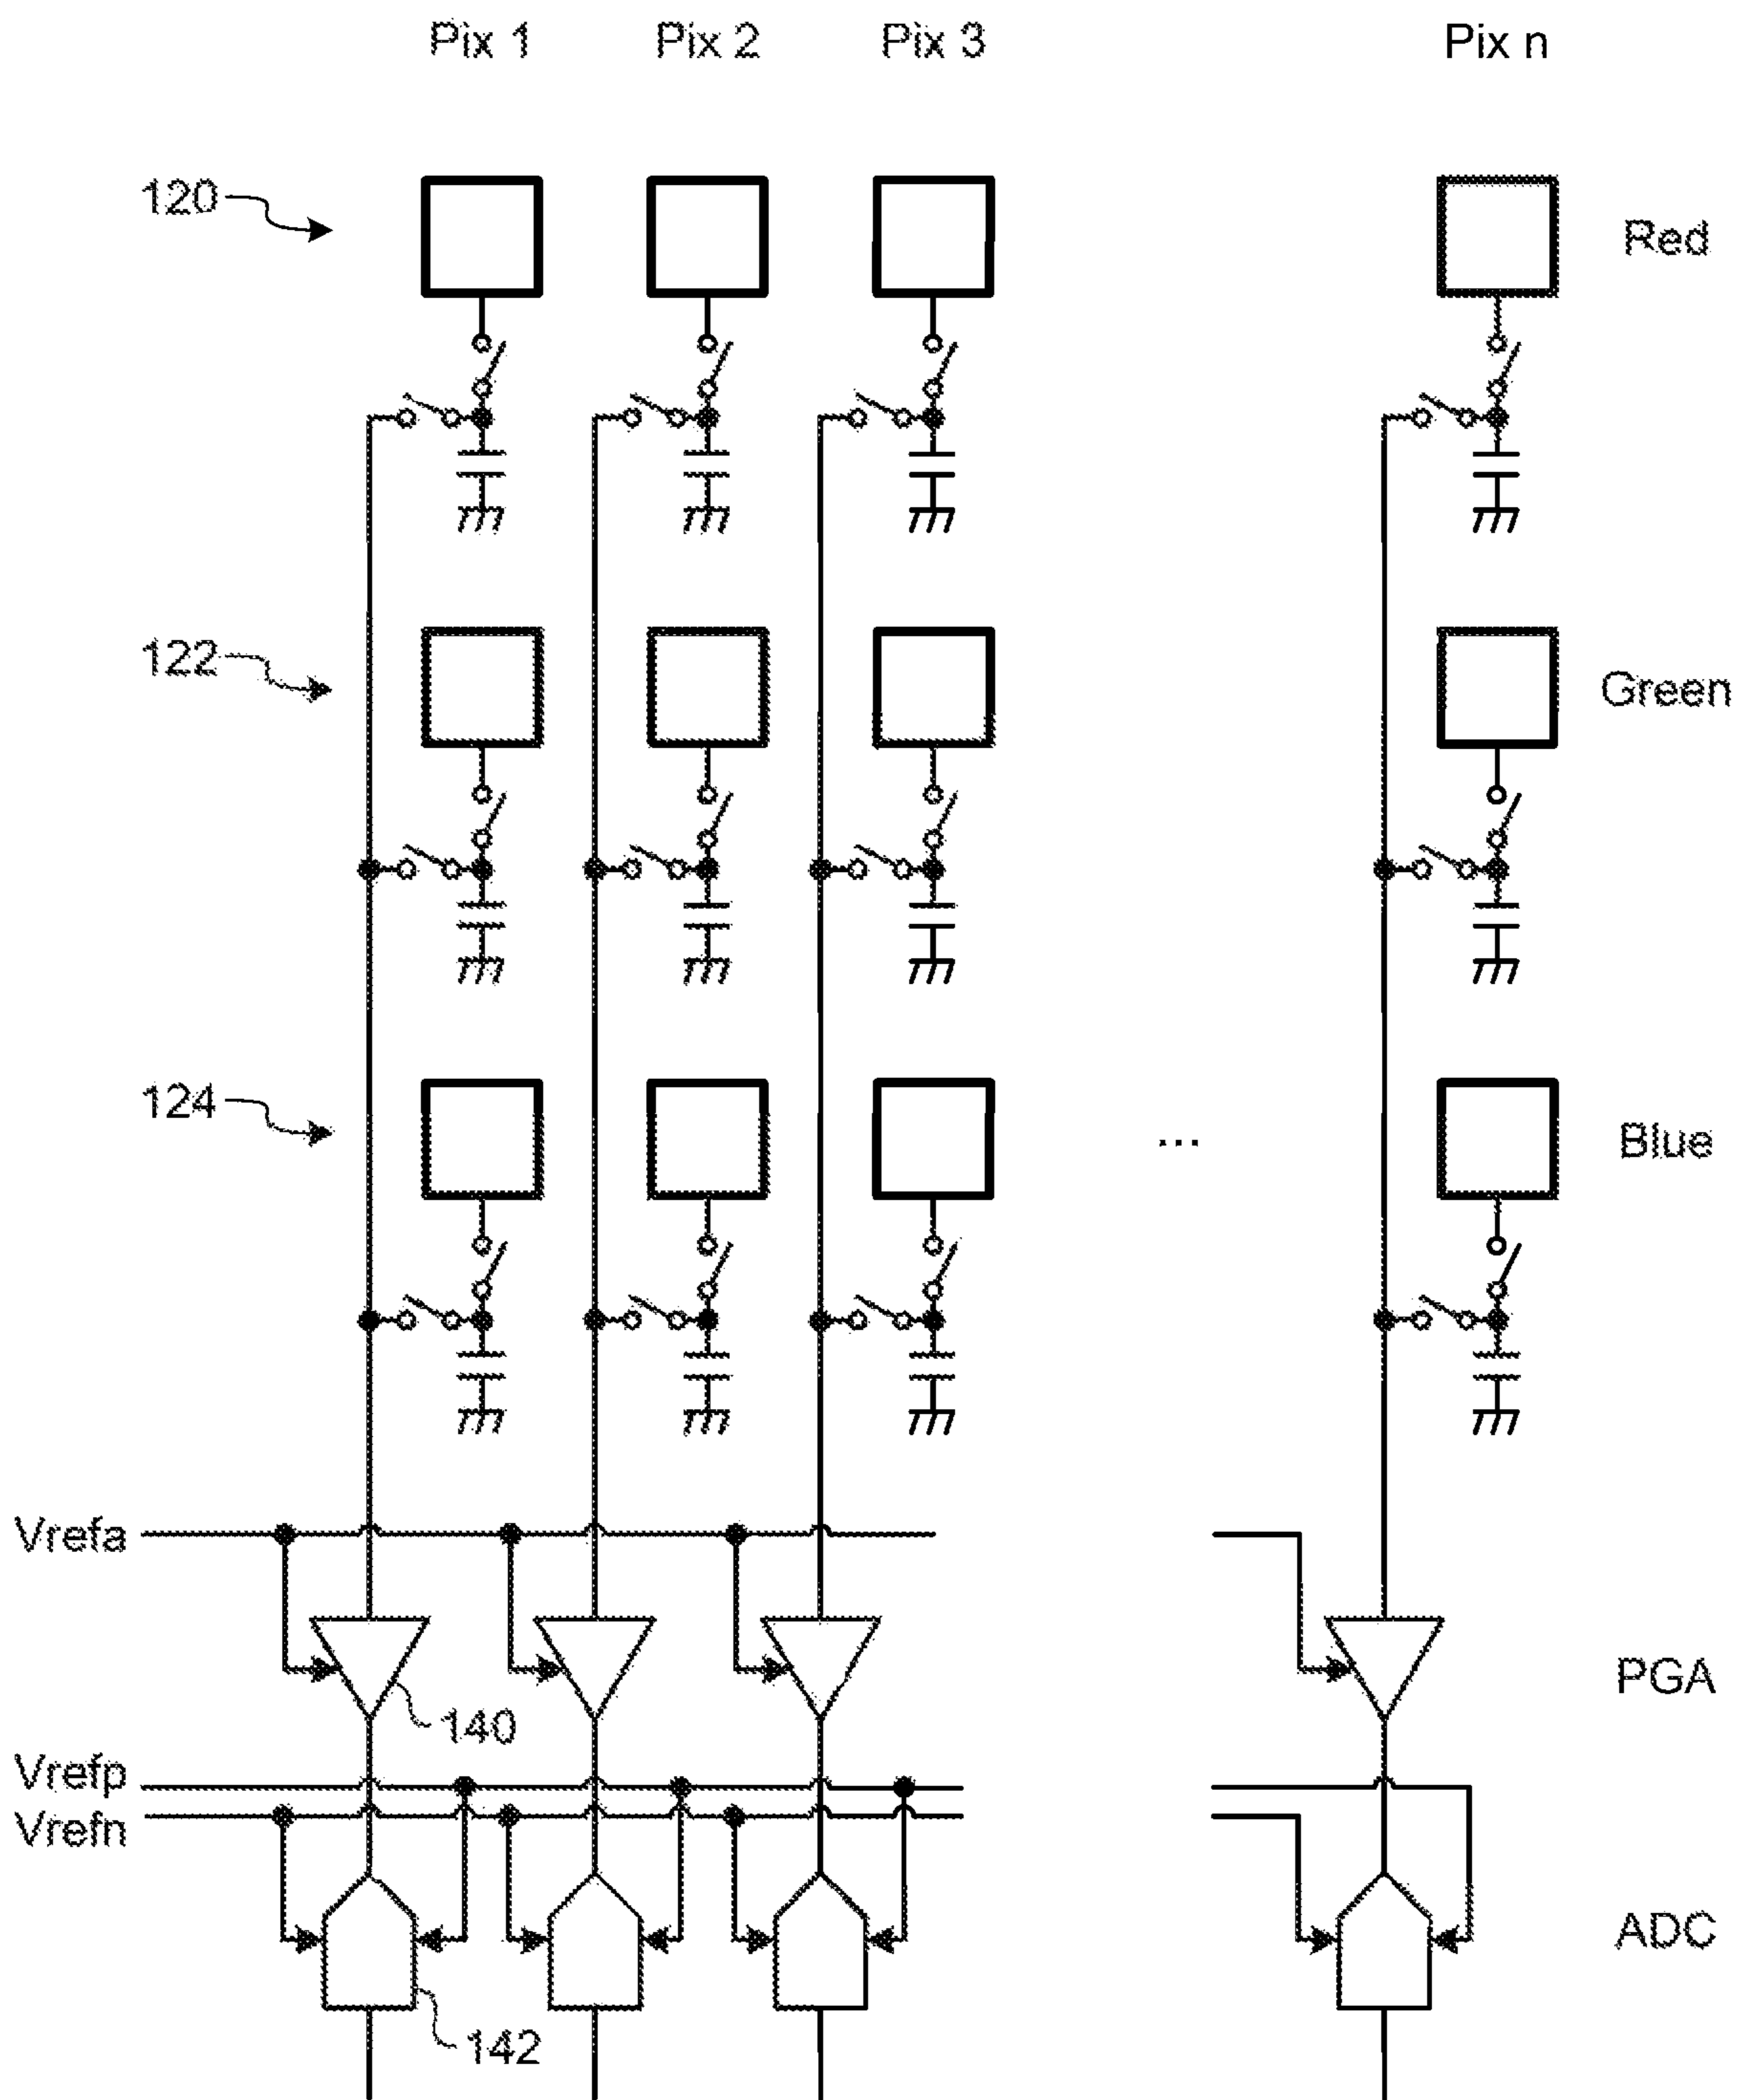 Pix 1 Pix 2 Pix 3 Pix n
120 Red
122 Green
124 ... Blue
Vrefa
PGA
140
Vrefp
Vrefn
ADC
142